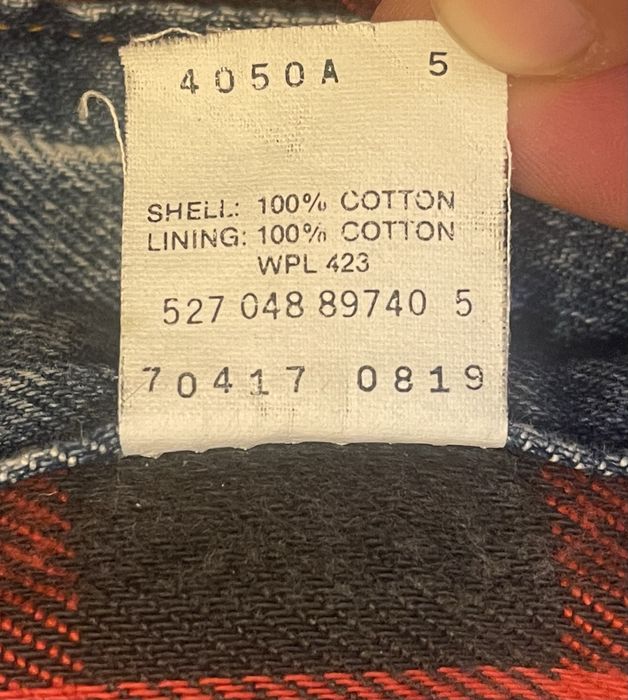 4050A 5
SHELL: 100% COTTON
LINING: 100% COTTON
WPL 423
527 048 89740 5
70417 0819